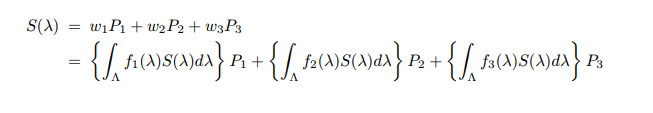 S(λ) = w₁P₁ + w₂P₂ + w₃P₃
= {∫_Λ f₁(λ)S(λ)dλ} P₁ + {∫_Λ f₂(λ)S(λ)dλ} P₂ + {∫_Λ f₃(λ)S(λ)dλ} P₃